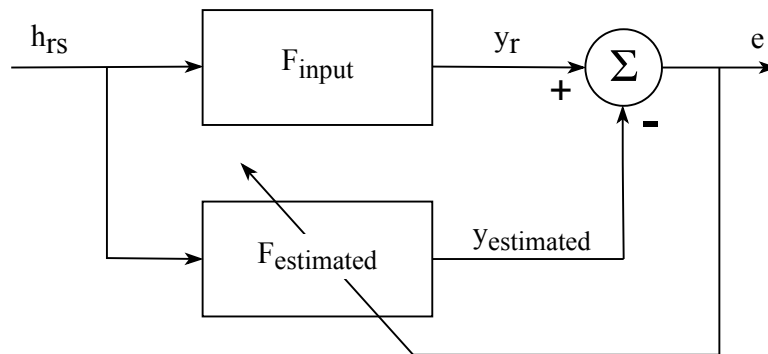 h_rs
F_input
y_r
Σ
e
+
-
F_estimated
y_estimated